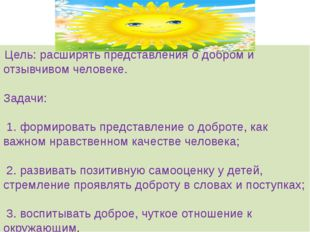 Цель: расширять представления о добром и
отзывчивом человеке.
Задачи:
1. формировать представление о доброте, как
важном нравственном качестве человека;
2. развивать позитивную самооценку у детей,
стремление проявлять доброту в словах и поступках;
3. воспитывать доброе, чуткое отношение к
окружающим.